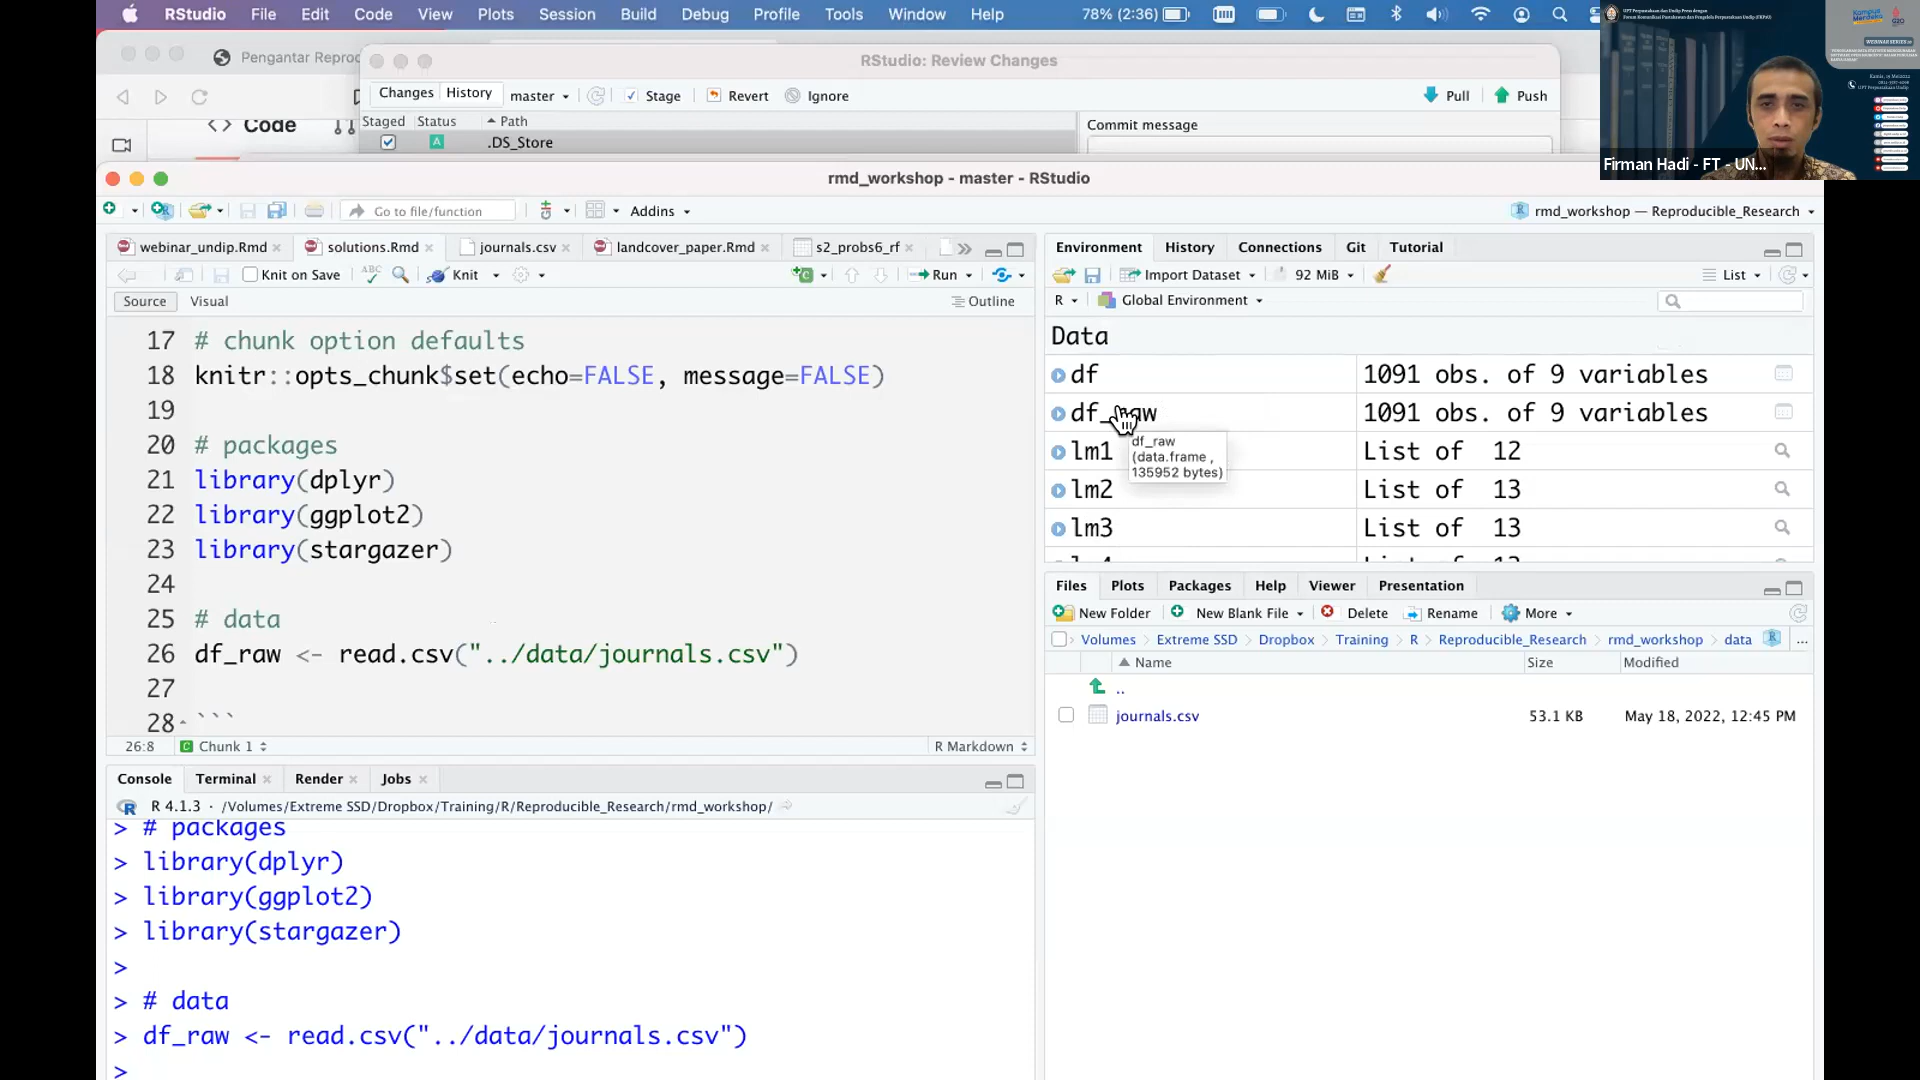 RStudio File Edit Code View Plots Session Build Debug Profile Tools Window Help 78% (2:36)
Pengantar Reproc
RStudio: Review Changes
Changes History master Stage Revert Ignore Pull Push
Staged Status Path
.DS_Store
Commit message
<> Code
Firman Hadi - FT - UN...
UPT Perpustakaan dan Undip Press dengan
WEBINAR SERIES
rmd_workshop - master - RStudio
Go to file/function Addins
rmd_workshop — Reproducible_Research
webinar_undip.Rmd solutions.Rmd journals.csv landcover_paper.Rmd s2_probs6_rf
Knit on Save ABC Knit Run
Source Visual Outline
17 # chunk option defaults
18 knitr::opts_chunk$set(echo=FALSE, message=FALSE)
19
20 # packages
21 library(dplyr)
22 library(ggplot2)
23 library(stargazer)
24
25 # data
26 df_raw <- read.csv("../data/journals.csv")
27
28 ```
26:8 Chunk 1 R Markdown
Environment History Connections Git Tutorial
Import Dataset 92 MiB List
R Global Environment
Data
df 1091 obs. of 9 variables
df_raw 1091 obs. of 9 variables
df_raw
(data.frame ,
135952 bytes)
lm1 List of 12
lm2 List of 13
lm3 List of 13
Files Plots Packages Help Viewer Presentation
New Folder New Blank File Delete Rename More
Volumes Extreme SSD Dropbox Training R Reproducible_Research rmd_workshop data ...
Name Size Modified
..
journals.csv 53.1 KB May 18, 2022, 12:45 PM
Console Terminal Render Jobs
R 4.1.3 · /Volumes/Extreme SSD/Dropbox/Training/R/Reproducible_Research/rmd_workshop/
> # packages
> library(dplyr)
> library(ggplot2)
> library(stargazer)
>
> # data
> df_raw <- read.csv("../data/journals.csv")
>